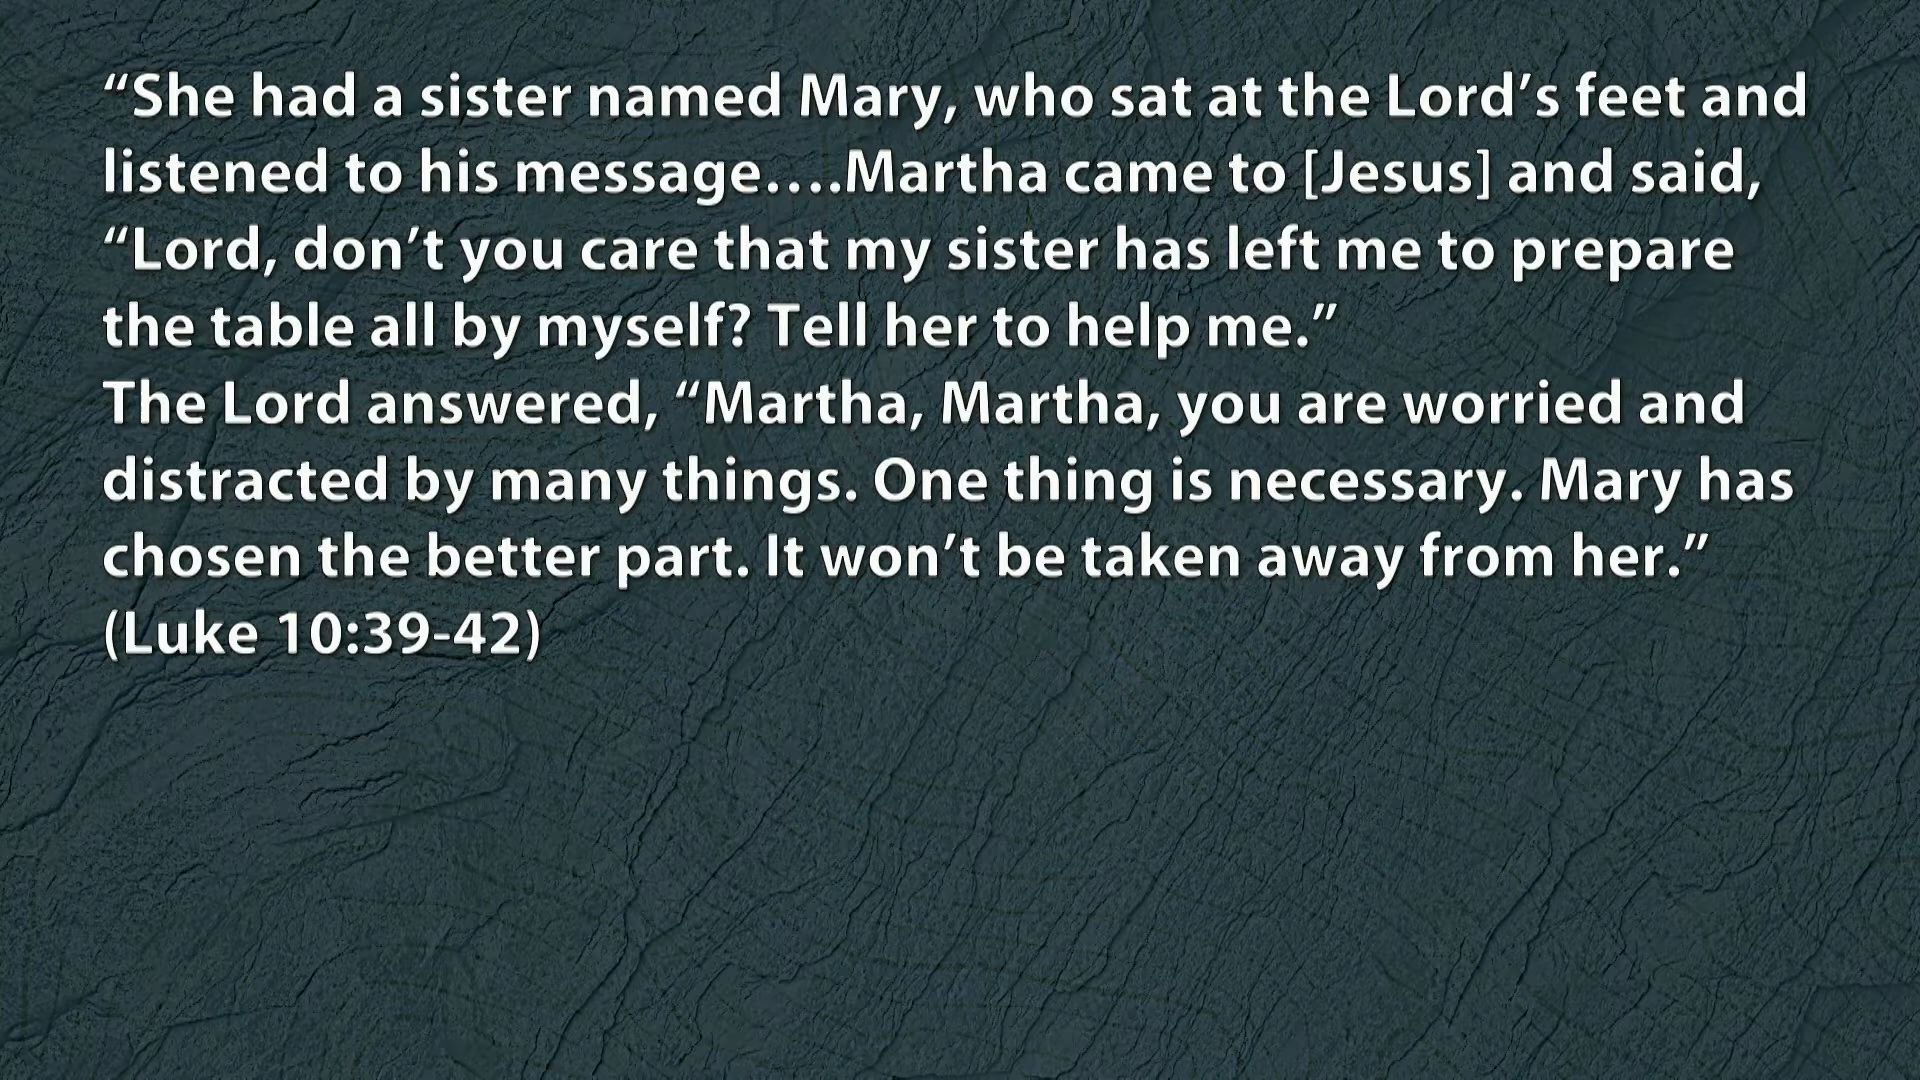 “She had a sister named Mary, who sat at the Lord’s feet and
listened to his message….Martha came to [Jesus] and said,
“Lord, don’t you care that my sister has left me to prepare
the table all by myself? Tell her to help me.”
The Lord answered, “Martha, Martha, you are worried and
distracted by many things. One thing is necessary. Mary has
chosen the better part. It won’t be taken away from her.”
(Luke 10:39-42)